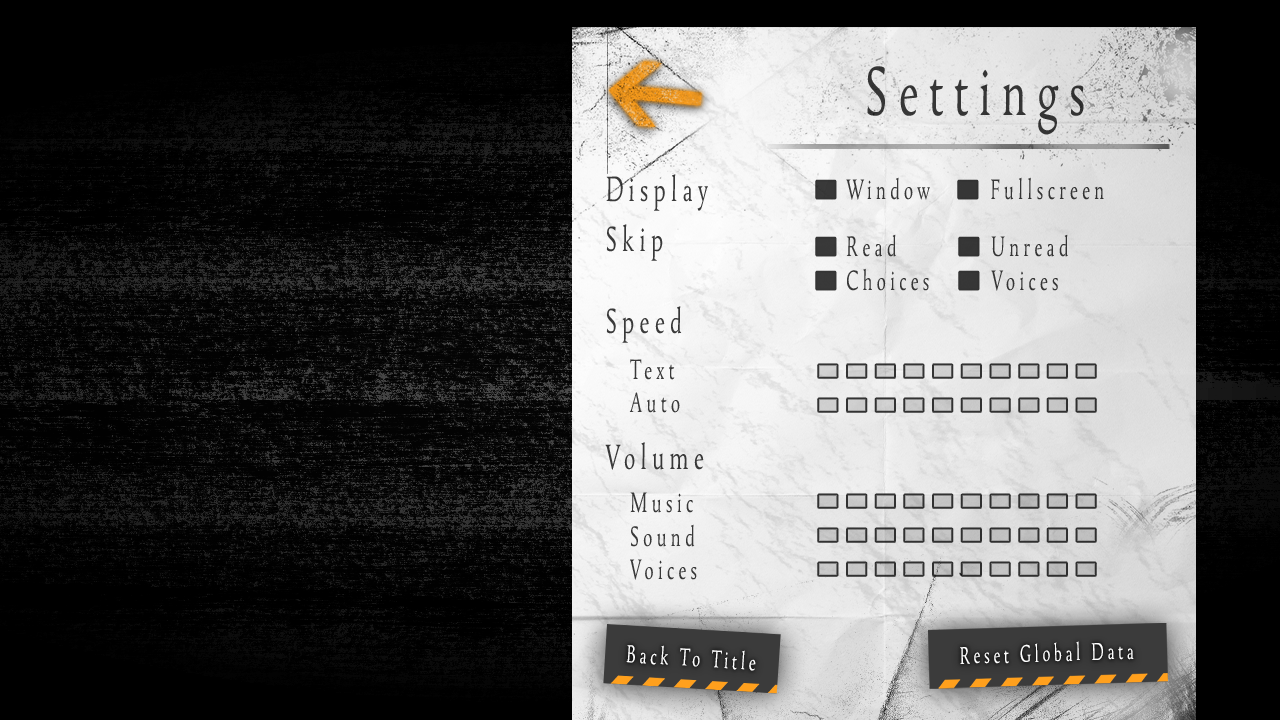 Settings
Display
Window Fullscreen
Skip
Read Unread
Choices Voices
Speed
Text
Auto
Volume
Music
Sound
Voices
Back To Title
Reset Global Data